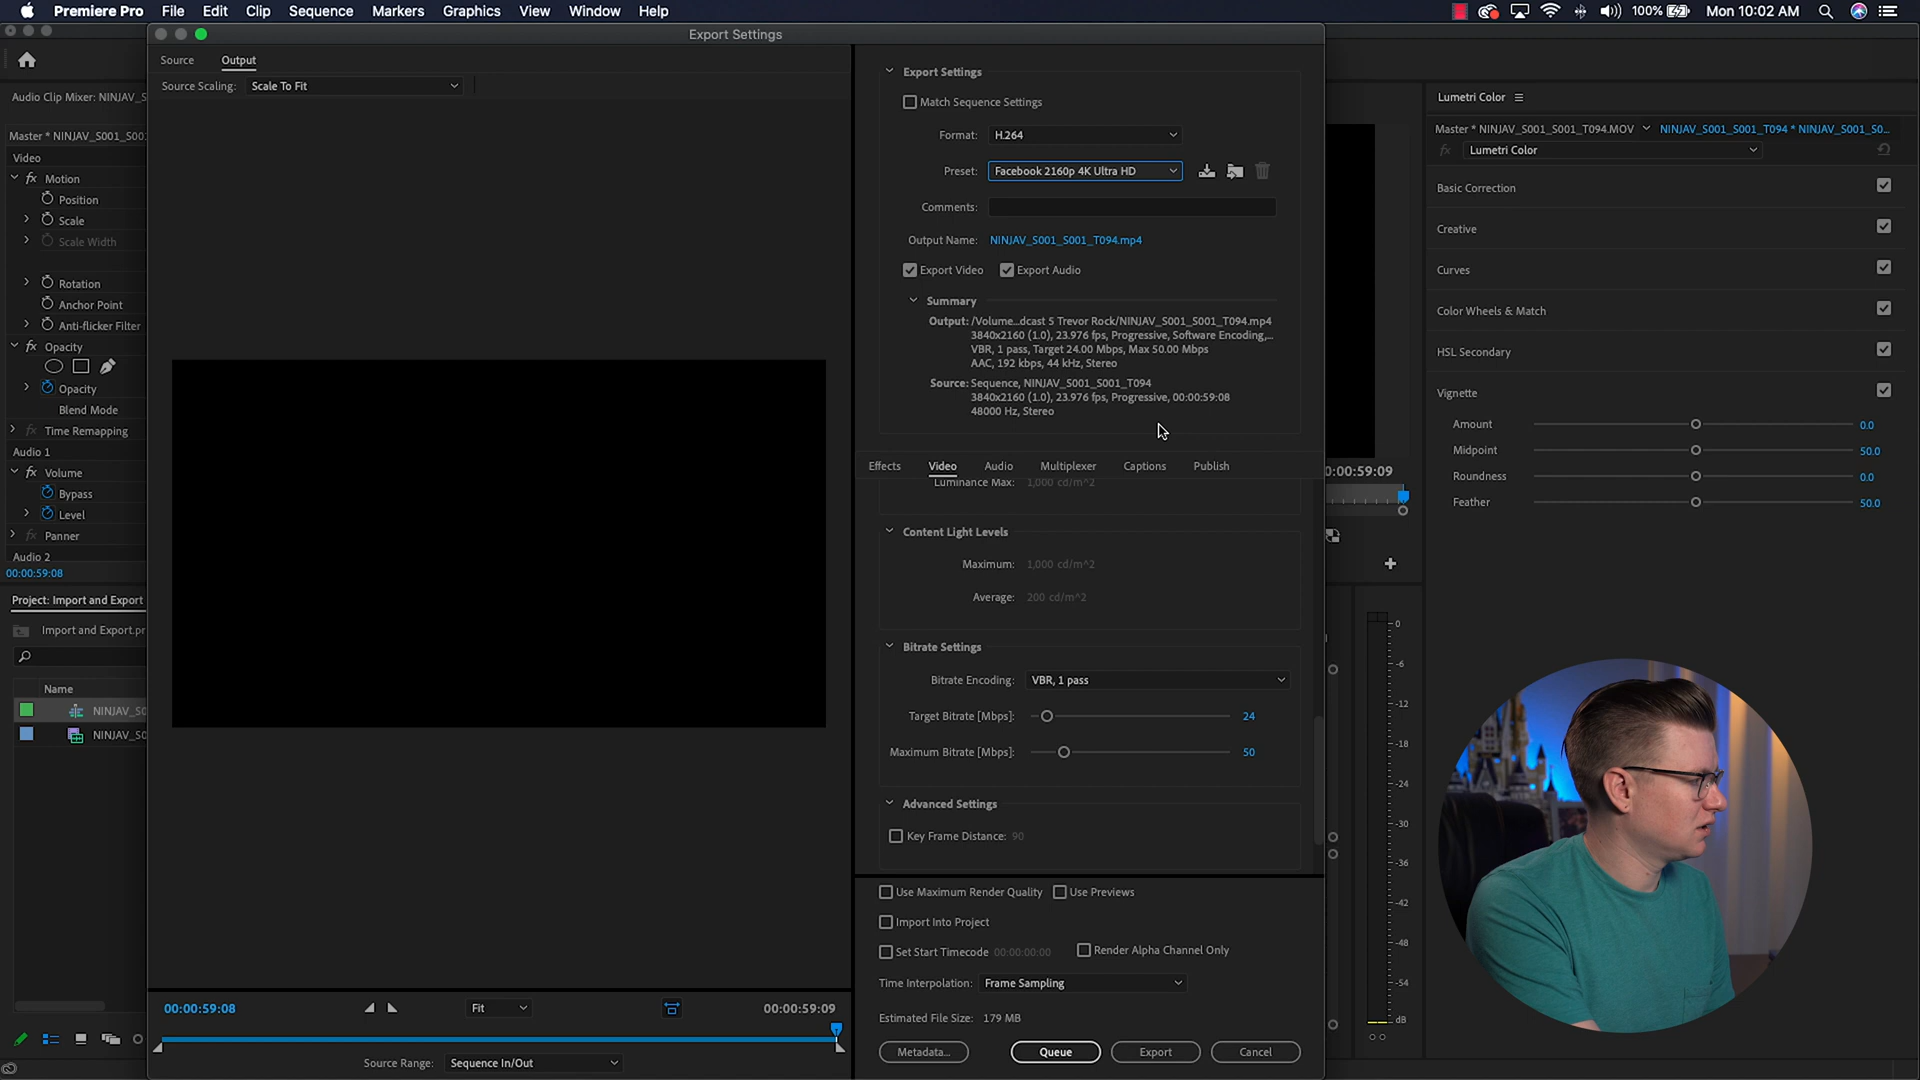 Premiere Pro File Edit Clip Sequence Markers Graphics View Window Help
100% Mon 10:02 AM
Export Settings
Source Output
Source Scaling: Scale To Fit
Audio Clip Mixer: NINJAV_S
Master * NINJAV_S001_S00
Video
fx Motion
Position
Scale
Scale Width
Rotation
Anchor Point
Anti-flicker Filter
fx Opacity
Opacity
Blend Mode
fx Time Remapping
Audio 1
fx Volume
Bypass
Level
fx Panner
Audio 2
00:00:59:08
Project: Import and Export
Import and Export.pr
Name
NINJAV_S0
NINJAV_S0
00:00:59:08
Fit
00:00:59:09
Source Range: Sequence In/Out
Export Settings
Match Sequence Settings
Format: H.264
Preset: Facebook 2160p 4K Ultra HD
Comments:
Output Name: NINJAV_S001_S001_T094.mp4
Export Video Export Audio
Summary
Output: /Volume...dcast 5 Trevor Rock/NINJAV_S001_S001_T094.mp4
3840x2160 (1.0), 23.976 fps, Progressive, Software Encoding,...
VBR, 1 pass, Target 24.00 Mbps, Max 50.00 Mbps
AAC, 192 kbps, 44 kHz, Stereo
Source: Sequence, NINJAV_S001_S001_T094
3840x2160 (1.0), 23.976 fps, Progressive, 00:00:59:08
48000 Hz, Stereo
Effects Video Audio Multiplexer Captions Publish
Luminance Max: 1,000 cd/m^2
Content Light Levels
Maximum: 1,000 cd/m^2
Average: 200 cd/m^2
Bitrate Settings
Bitrate Encoding: VBR, 1 pass
Target Bitrate [Mbps]: 24
Maximum Bitrate [Mbps]: 50
Advanced Settings
Key Frame Distance: 90
Use Maximum Render Quality Use Previews
Import Into Project
Set Start Timecode 00:00:00:00 Render Alpha Channel Only
Time Interpolation: Frame Sampling
Estimated File Size: 179 MB
Metadata... Queue Export Cancel
0:00:59:09
0
-6
-12
-18
-24
-30
-36
-42
-48
-54
dB
Lumetri Color
Master * NINJAV_S001_S001_T094.MOV NINJAV_S001_S001_T094 * NINJAV_S001_S0...
fx Lumetri Color
Basic Correction
Creative
Curves
Color Wheels & Match
HSL Secondary
Vignette
Amount 0.0
Midpoint 50.0
Roundness 0.0
Feather 50.0